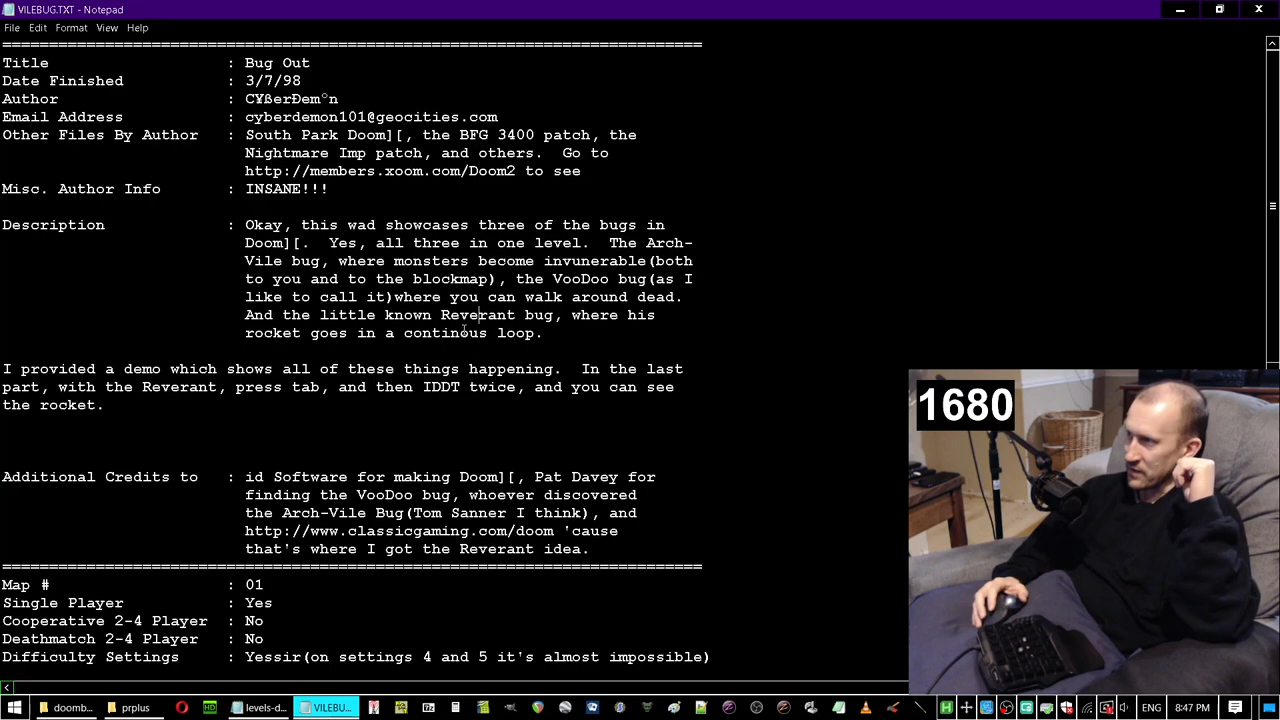 VILEBUG.TXT - Notepad
File Edit Format View Help
===========================================================================
Title : Bug Out
Date Finished : 3/7/98
Author : C¥ßerÐem°n
Email Address : cyberdemon101@geocities.com
Other Files By Author : South Park Doom][, the BFG 3400 patch, the
Nightmare Imp patch, and others. Go to
http://members.xoom.com/Doom2 to see
Misc. Author Info : INSANE!!!
Description : Okay, this wad showcases three of the bugs in
Doom][. Yes, all three in one level. The Arch-
Vile bug, where monsters become invunerable(both
to you and to the blockmap), the VooDoo bug(as I
like to call it)where you can walk around dead.
And the little known Reverant bug, where his
rocket goes in a continous loop.
I provided a demo which shows all of these things happening. In the last
part, with the Reverant, press tab, and then IDDT twice, and you can see
the rocket.
1680
Additional Credits to : id Software for making Doom][, Pat Davey for
finding the VooDoo bug, whoever discovered
the Arch-Vile Bug(Tom Sanner I think), and
http://www.classicgaming.com/doom 'cause
that's where I got the Reverant idea.
===========================================================================
Map # : 01
Single Player : Yes
Cooperative 2-4 Player : No
Deathmatch 2-4 Player : No
Difficulty Settings : Yessir(on settings 4 and 5 it's almost impossible)
doomb... prplus HD levels-d... VILEBU... ENG 8:47 PM